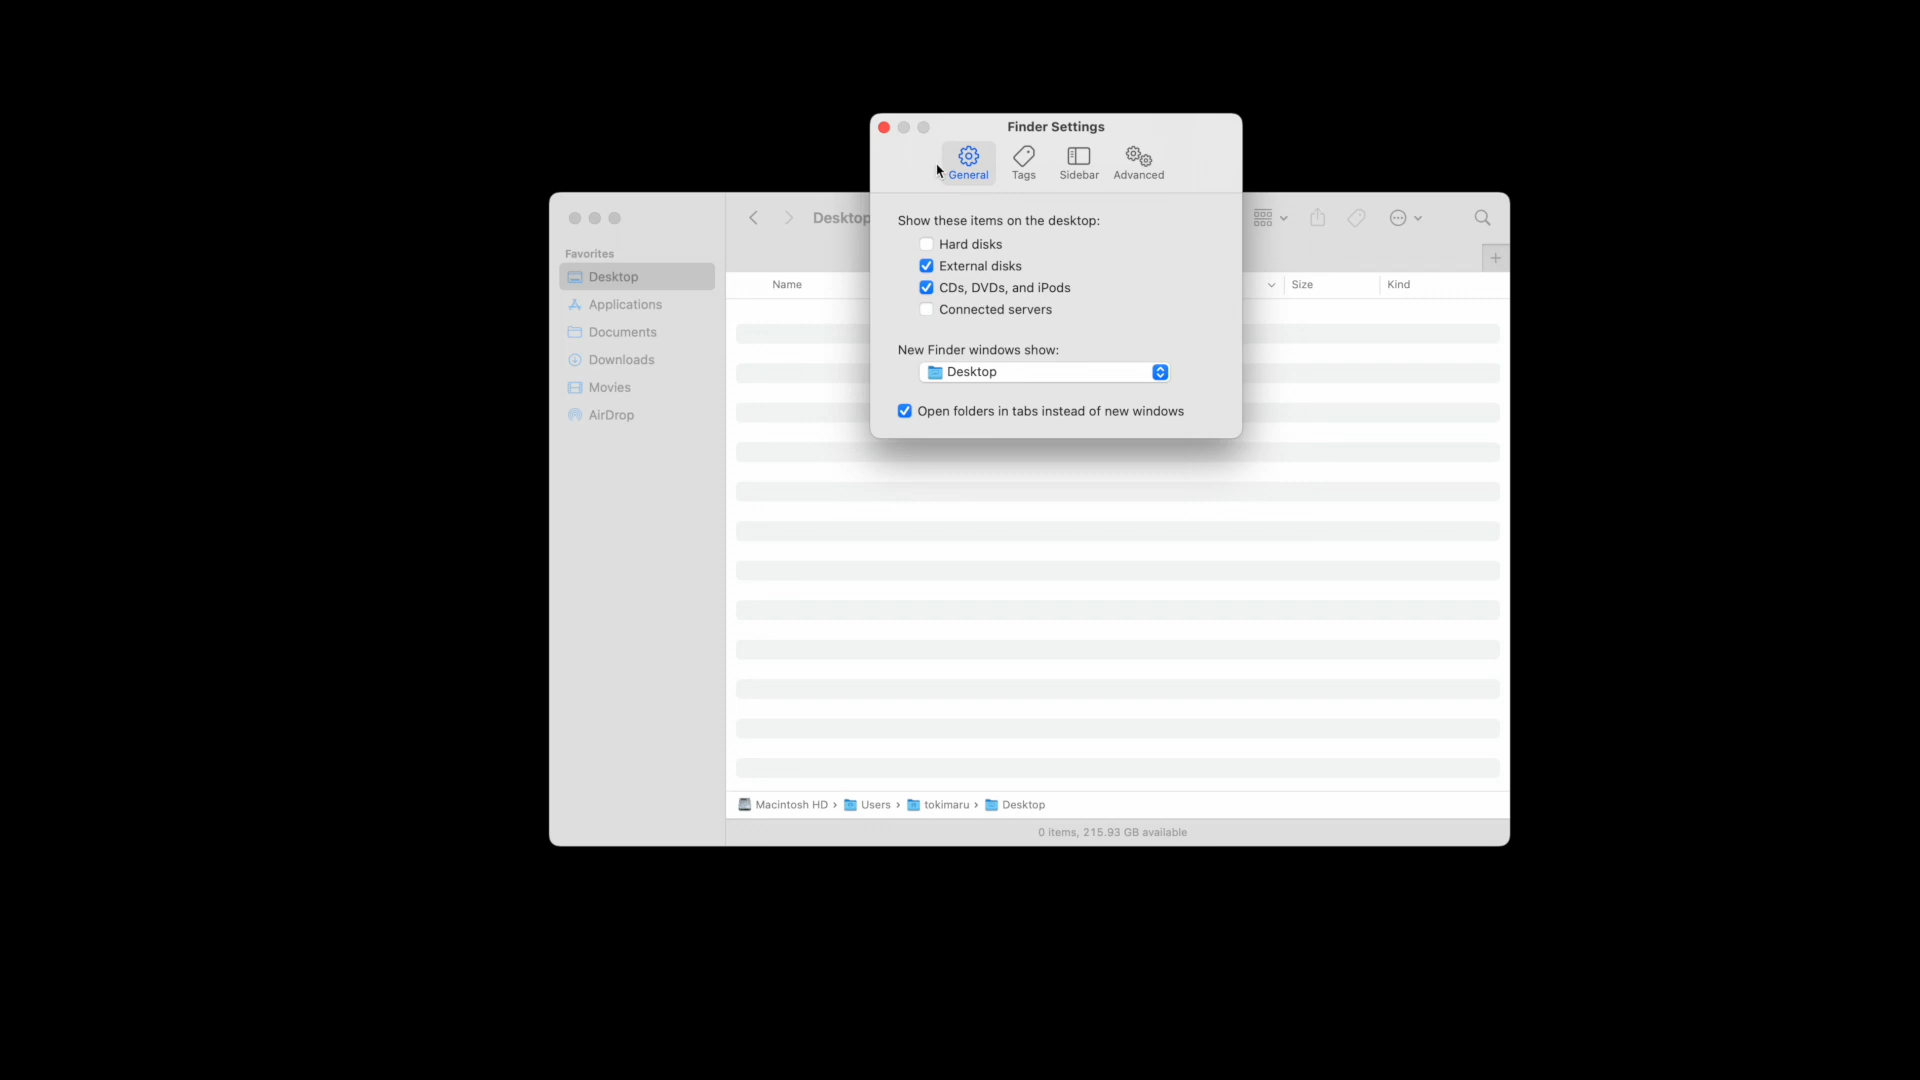 Finder Settings
General Tags Sidebar Advanced
Show these items on the desktop:
Hard disks
External disks
CDs, DVDs, and iPods
Connected servers
New Finder windows show:
Desktop
Open folders in tabs instead of new windows
Desktop
Favorites
Desktop
Applications
Documents
Downloads
Movies
AirDrop
Name Size Kind
Macintosh HD › Users › tokimaru › Desktop
0 items, 215.93 GB available